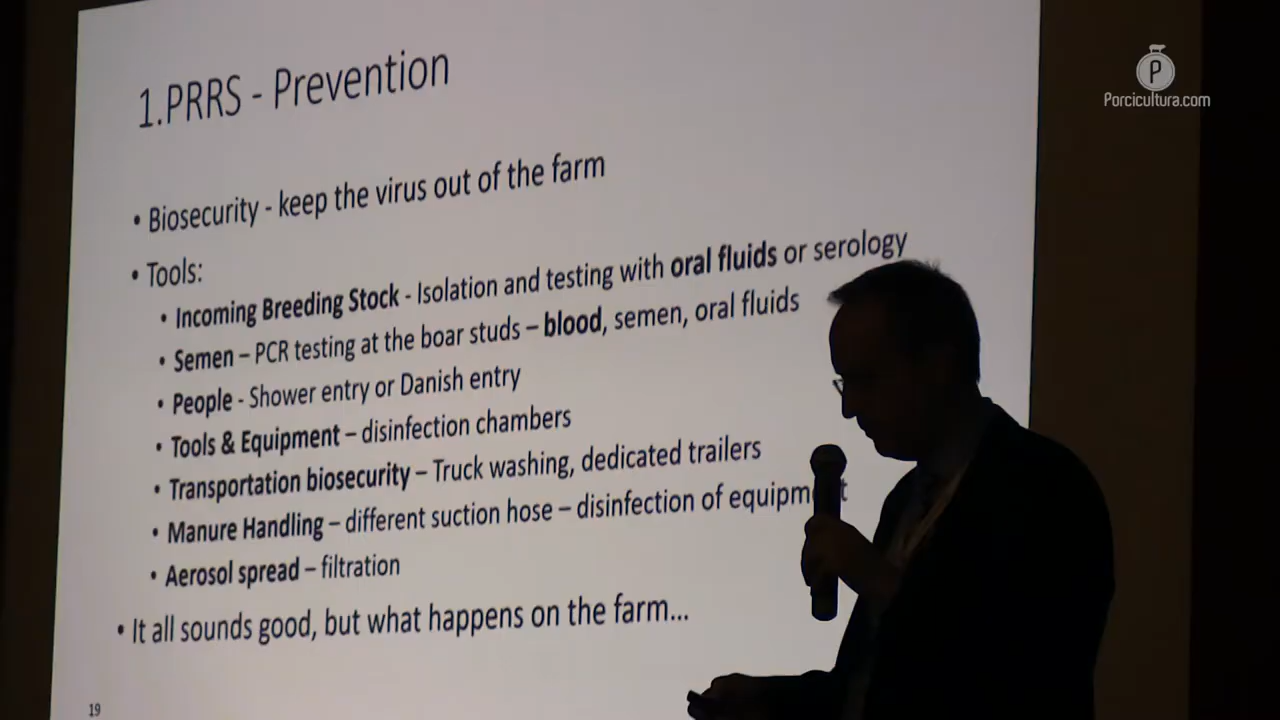 1.PRRS - Prevention
P
Porcicultura.com
• Biosecurity - keep the virus out of the farm
• Tools:
• Incoming Breeding Stock - Isolation and testing with oral fluids or serology
• Semen – PCR testing at the boar studs – blood, semen, oral fluids
• People - Shower entry or Danish entry
• Tools & Equipment – disinfection chambers
• Transportation biosecurity – Truck washing, dedicated trailers
• Manure Handling – different suction hose – disinfection of equipment
• Aerosol spread – filtration
• It all sounds good, but what happens on the farm...
19